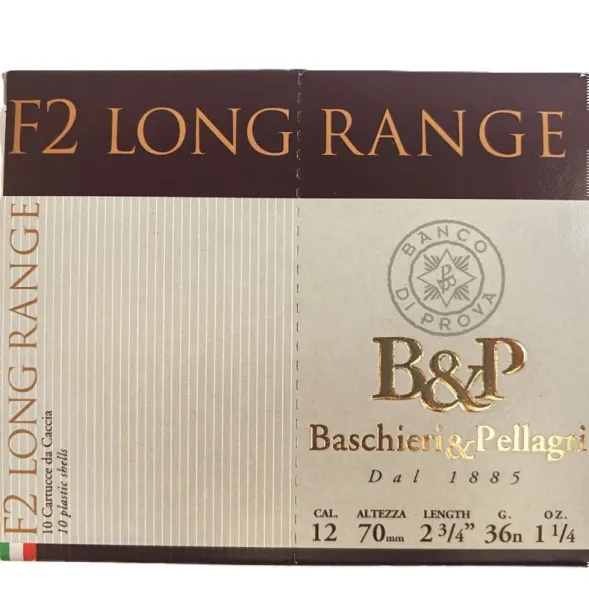 F2 LONG RANGE
F2 LONG RANGE
10 Cartucce da Caccia
10 plastic shells
BANCO DI PROVA
B&P
Baschieri & Pellagri
Dal 1885
CAL. ALTEZZA LENGTH G. OZ.
12 70mm 2 3/4” 36n 1 1/4